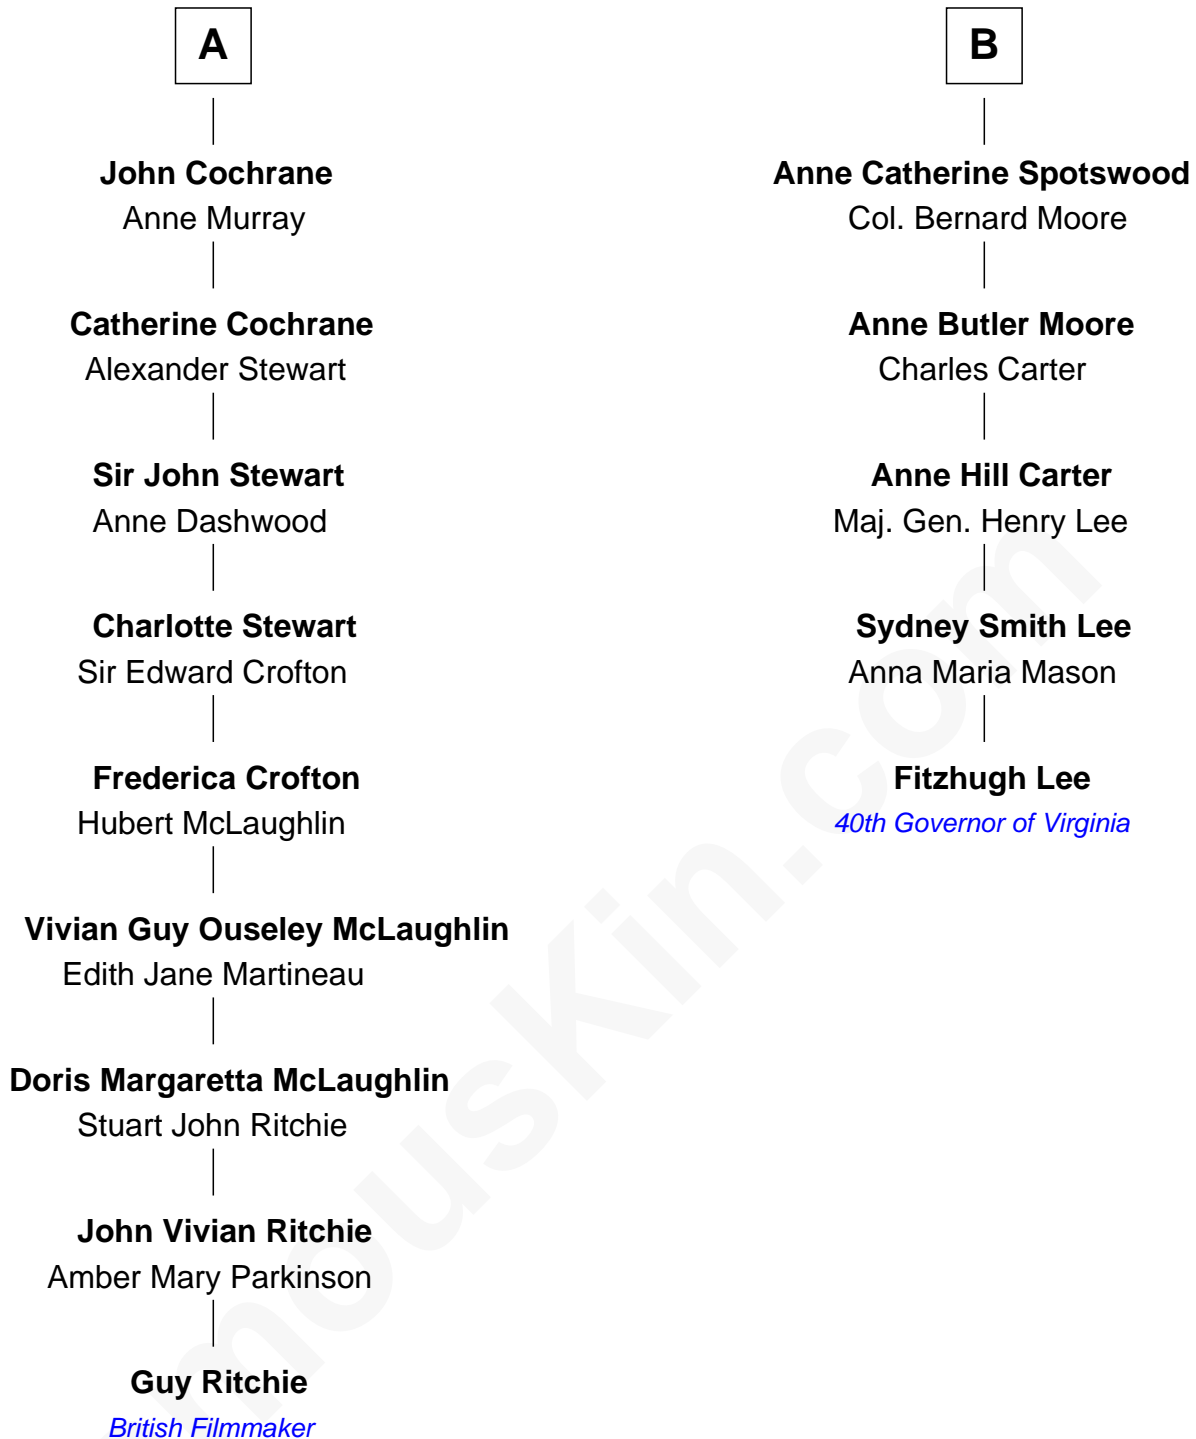 A
John Cochrane
Anne Murray
Catherine Cochrane
Alexander Stewart
Sir John Stewart
Anne Dashwood
Charlotte Stewart
Sir Edward Crofton
Frederica Crofton
Hubert McLaughlin
Vivian Guy Ouseley McLaughlin
Edith Jane Martineau
Doris Margaretta McLaughlin
Stuart John Ritchie
John Vivian Ritchie
Amber Mary Parkinson
Guy Ritchie
British Filmmaker
B
Anne Catherine Spotswood
Col. Bernard Moore
Anne Butler Moore
Charles Carter
Anne Hill Carter
Maj. Gen. Henry Lee
Sydney Smith Lee
Anna Maria Mason
Fitzhugh Lee
40th Governor of Virginia
mousKin.com